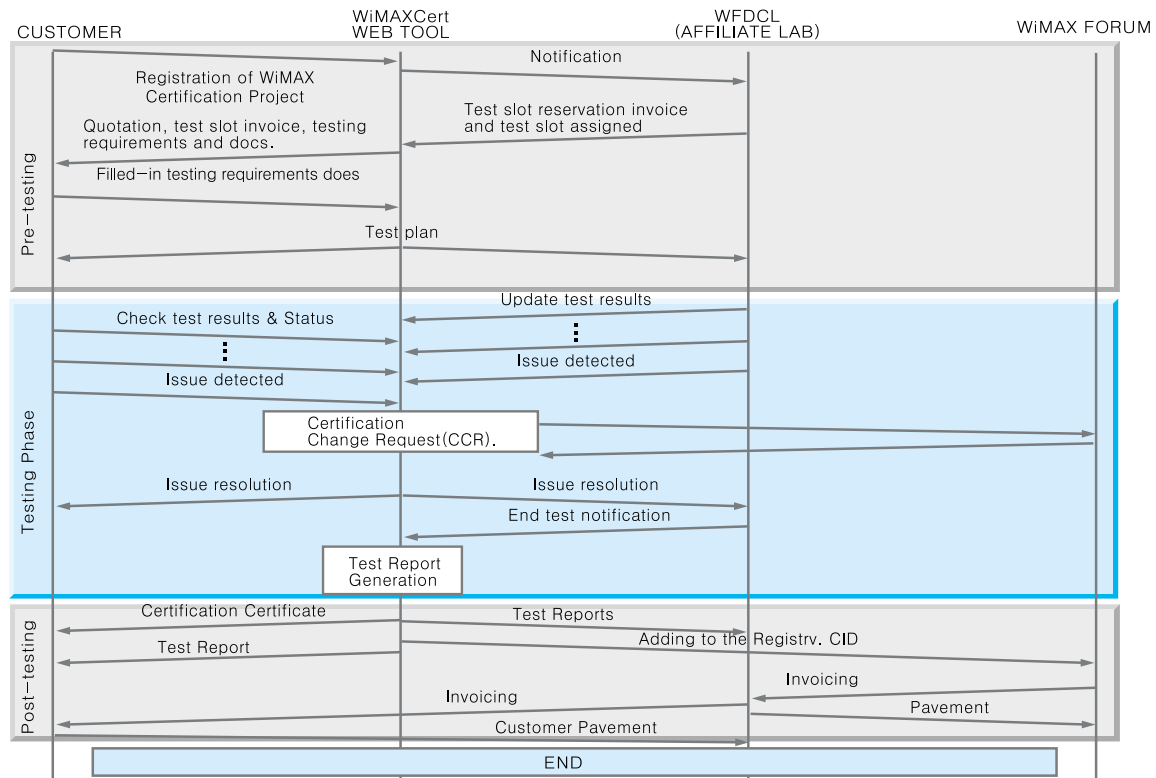 CUSTOMER
WiMAXCert
WEB TOOL
WFDCL
(AFFILIATE LAB)
WiMAX FORUM
Pre-testing
Notification
Registration of WiMAX
Certification Project
Test slot reservation invoice
and test slot assigned
Quotation, test slot invoice, testing
requirements and docs.
Filled-in testing requirements does
Test plan
Testing Phase
Update test results
Check test results & Status
Issue detected
Issue detected
Certification
Change Request(CCR).
Issue resolution
Issue resolution
End test notification
Test Report
Generation
Post-testing
Certification Certificate
Test Reports
Adding to the Registrv. CID
Test Report
Invoicing
Invoicing
Pavement
Customer Pavement
END